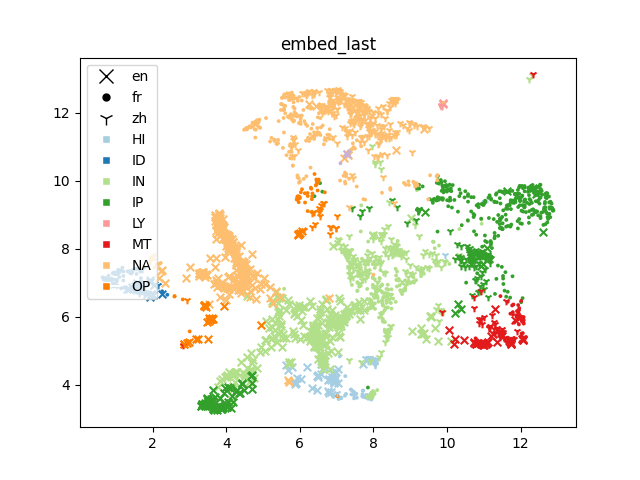 embed_last
en
fr
zh
HI
ID
IN
IP
LY
MT
NA
OP
12
10
8
6
4
2 4 6 8 10 12